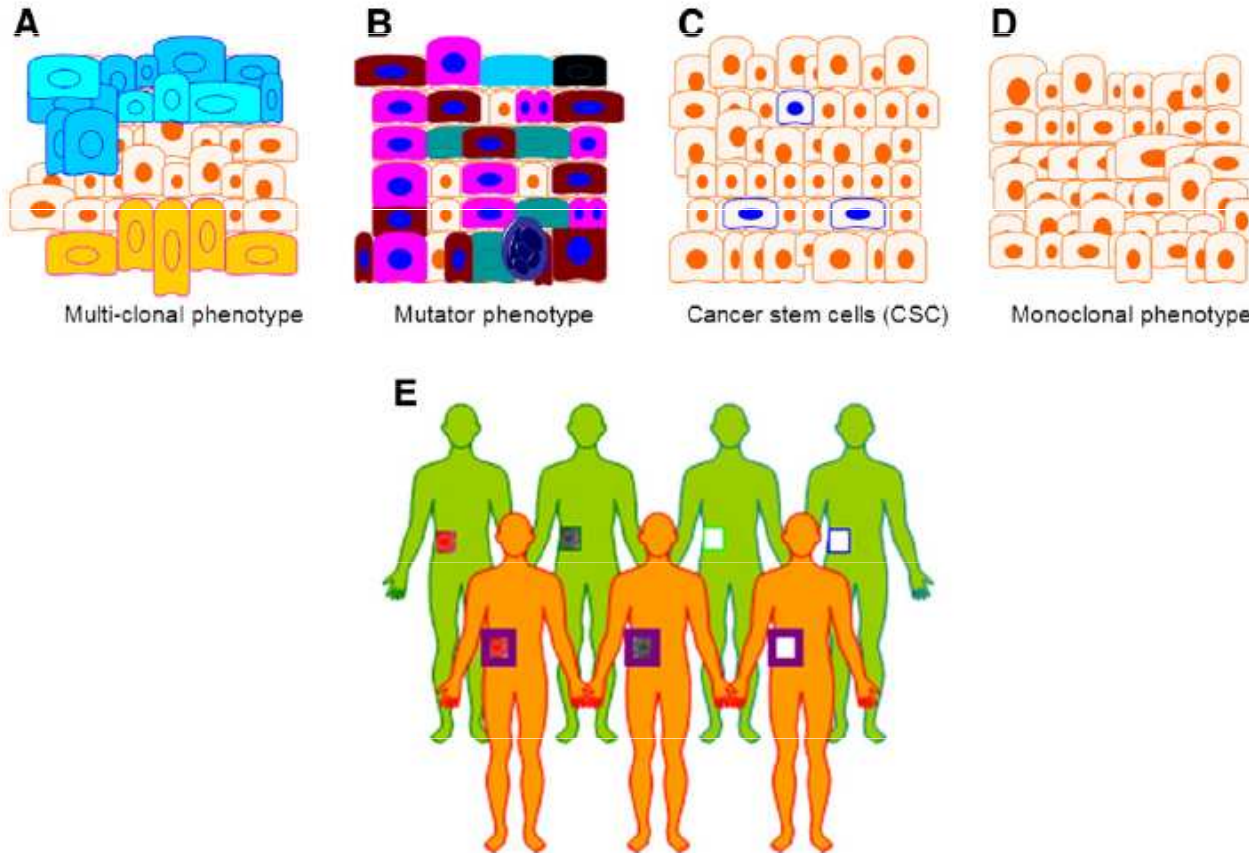 A
B
C
D
Multi-clonal phenotype
Mutator phenotype
Cancer stem cells (CSC)
Monoclonal phenotype
E